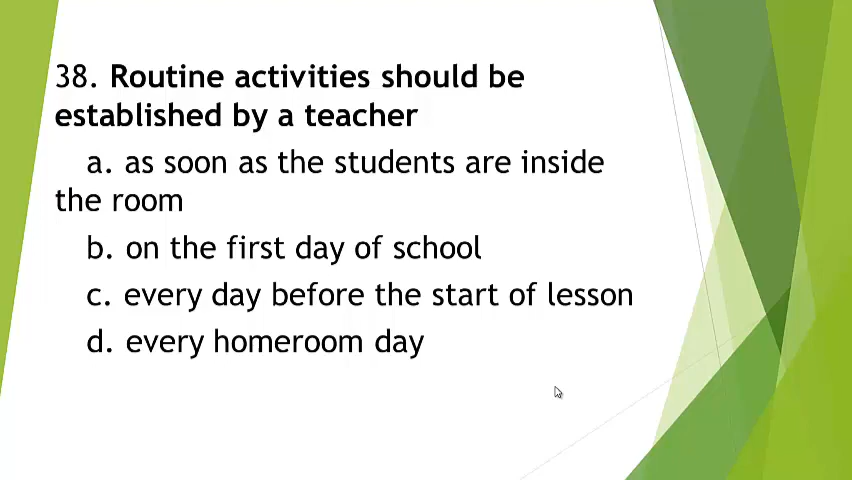 38. Routine activities should be
established by a teacher
a. as soon as the students are inside
the room
b. on the first day of school
c. every day before the start of lesson
d. every homeroom day